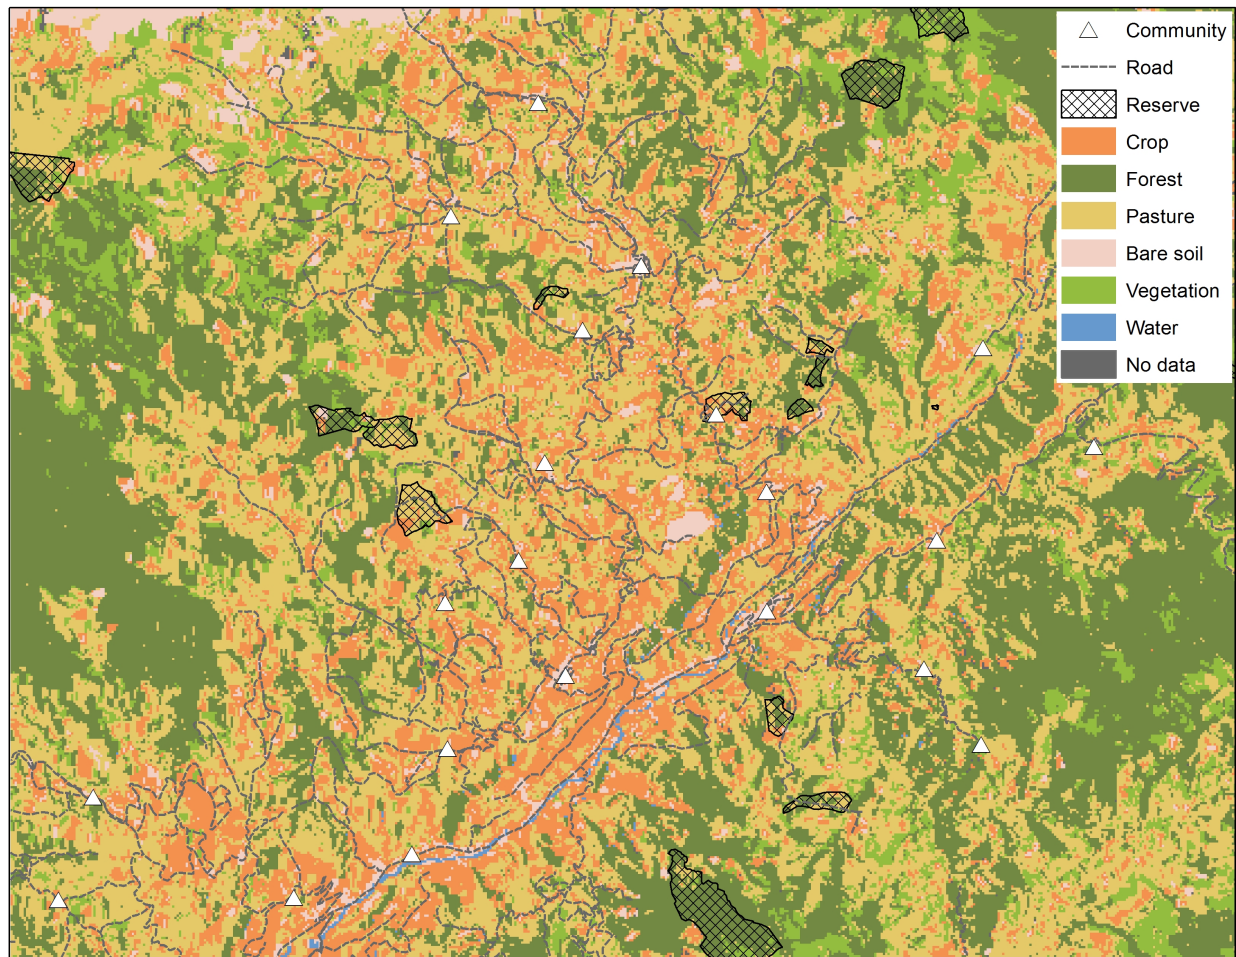 Community
Road
Reserve
Crop
Forest
Pasture
Bare soil
Vegetation
Water
No data